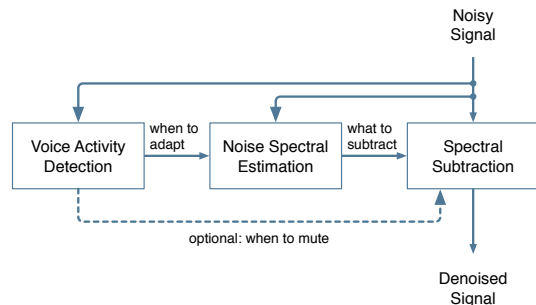 Noisy
Signal
Voice Activity
Detection
when to
adapt
Noise Spectral
Estimation
what to
subtract
Spectral
Subtraction
optional: when to mute
Denoised
Signal